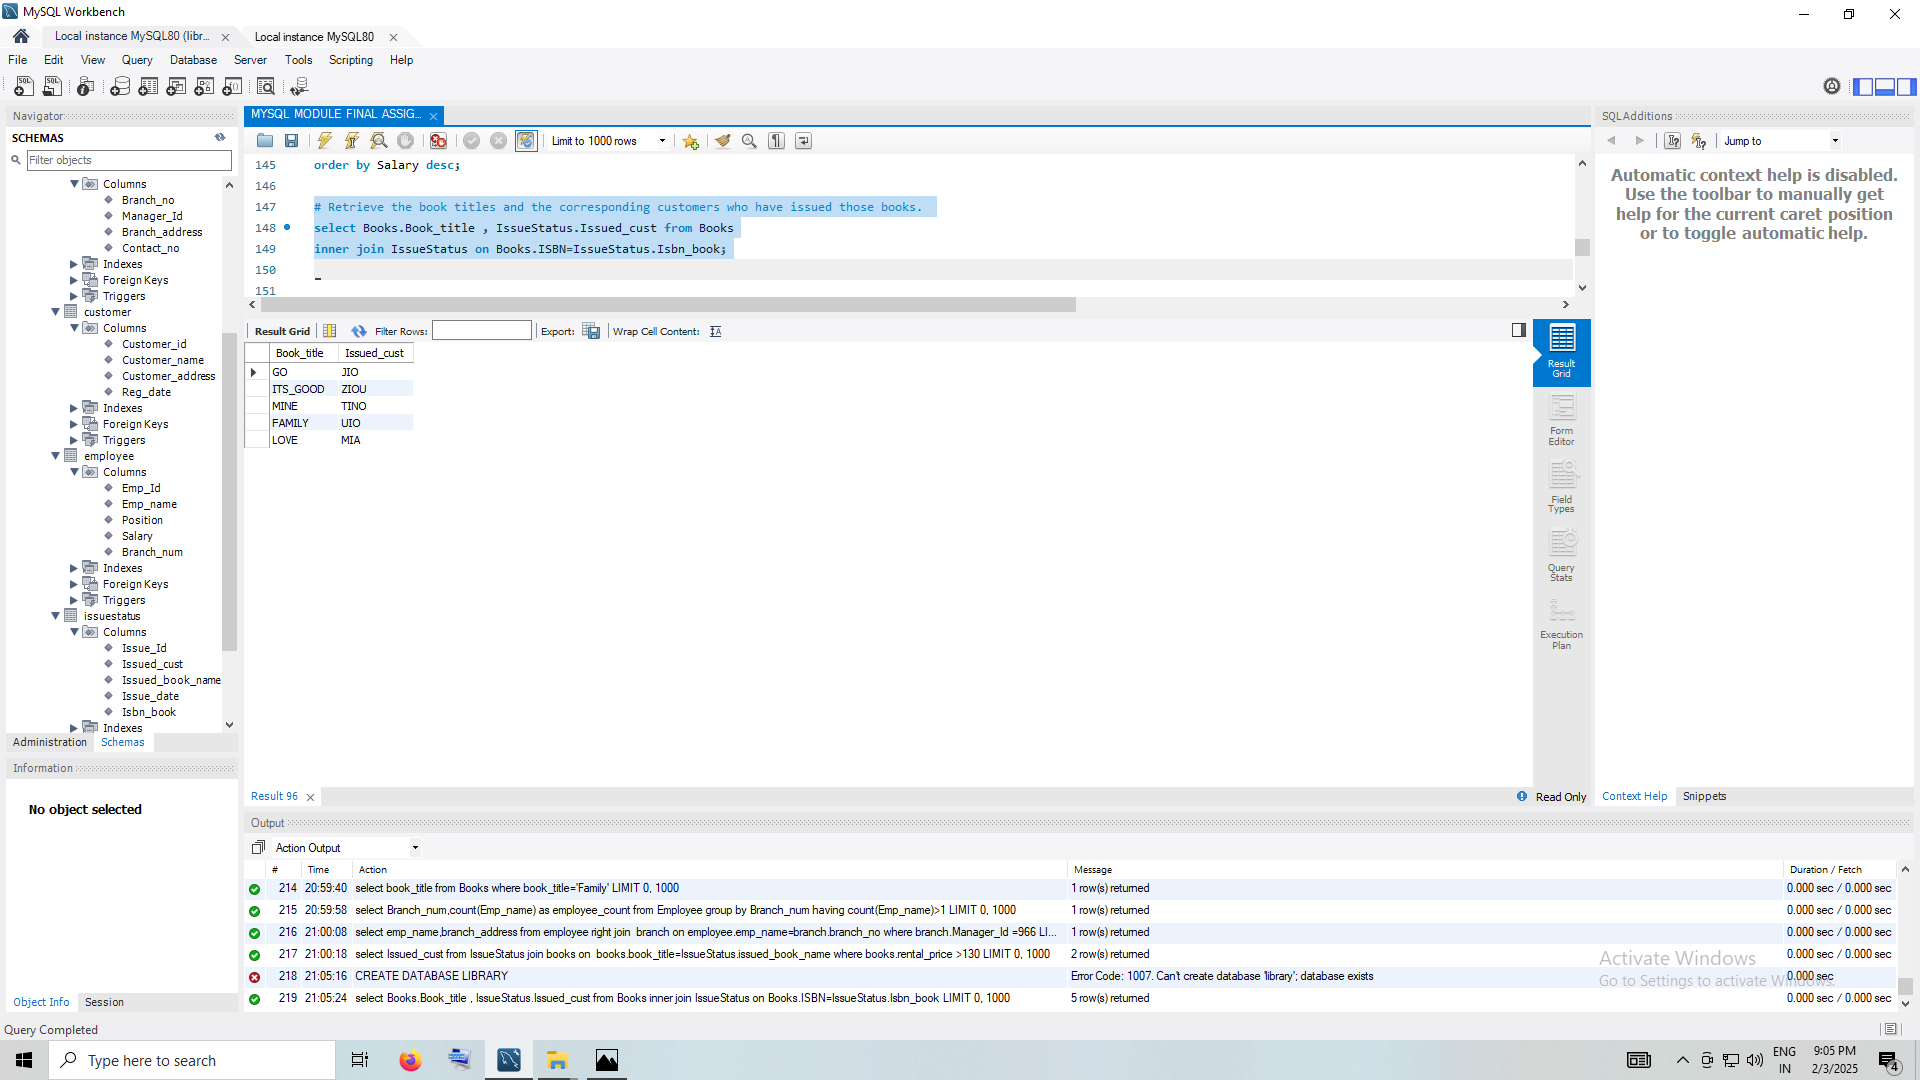 MySQL Workbench
Local instance MySQL80 (libr...
Local instance MySQL80
File Edit View Query Database Server Tools Scripting Help
Navigator
SCHEMAS
Filter objects
Columns
Branch_no
Manager_Id
Branch_address
Contact_no
Indexes
Foreign Keys
Triggers
customer
Columns
Customer_id
Customer_name
Customer_address
Reg_date
Indexes
Foreign Keys
Triggers
employee
Columns
Emp_Id
Emp_name
Position
Salary
Branch_num
Indexes
Foreign Keys
Triggers
issuestatus
Columns
Issue_Id
Issued_cust
Issued_book_name
Issue_date
Isbn_book
Indexes
Administration Schemas
Information
No object selected
Object Info Session
MYSQL MODULE FINAL ASSIG...
Limit to 1000 rows
145 order by Salary desc;
146
147 # Retrieve the book titles and the corresponding customers who have issued those books.
148 select Books.Book_title , IssueStatus.Issued_cust from Books
149 inner join IssueStatus on Books.ISBN=IssueStatus.Isbn_book;
150
151
Result Grid Filter Rows: Export: Wrap Cell Content:
Book_title Issued_cust
GO JIO
ITS_GOOD ZIOU
MINE TINO
FAMILY UIO
LOVE MIA
Result Grid
Form Editor
Field Types
Query Stats
Execution Plan
Result 96
Read Only
SQLAdditions
Jump to
Automatic context help is disabled.
Use the toolbar to manually get
help for the current caret position
or to toggle automatic help.
Context Help Snippets
Output
Action Output
# Time Action Message Duration / Fetch
214 20:59:40 select book_title from Books where book_title='Family' LIMIT 0, 1000 1 row(s) returned 0.000 sec / 0.000 sec
215 20:59:58 select Branch_num,count(Emp_name) as employee_count from Employee group by Branch_num having count(Emp_name)>1 LIMIT 0, 1000 1 row(s) returned 0.000 sec / 0.000 sec
216 21:00:08 select emp_name,branch_address from employee right join branch on employee.emp_name=branch.branch_no where branch.Manager_Id =966 LI... 1 row(s) returned 0.000 sec / 0.000 sec
217 21:00:18 select Issued_cust from IssueStatus join books on books.book_title=IssueStatus.issued_book_name where books.rental_price >130 LIMIT 0, 1000 2 row(s) returned 0.000 sec / 0.000 sec
218 21:05:16 CREATE DATABASE LIBRARY Error Code: 1007. Can't create database 'library'; database exists 0.000 sec
219 21:05:24 select Books.Book_title , IssueStatus.Issued_cust from Books inner join IssueStatus on Books.ISBN=IssueStatus.Isbn_book LIMIT 0, 1000 5 row(s) returned 0.000 sec / 0.000 sec
Activate Windows
Go to Settings to activate Windows.
Query Completed
Type here to search
ENG
IN
9:05 PM
2/3/2025
4